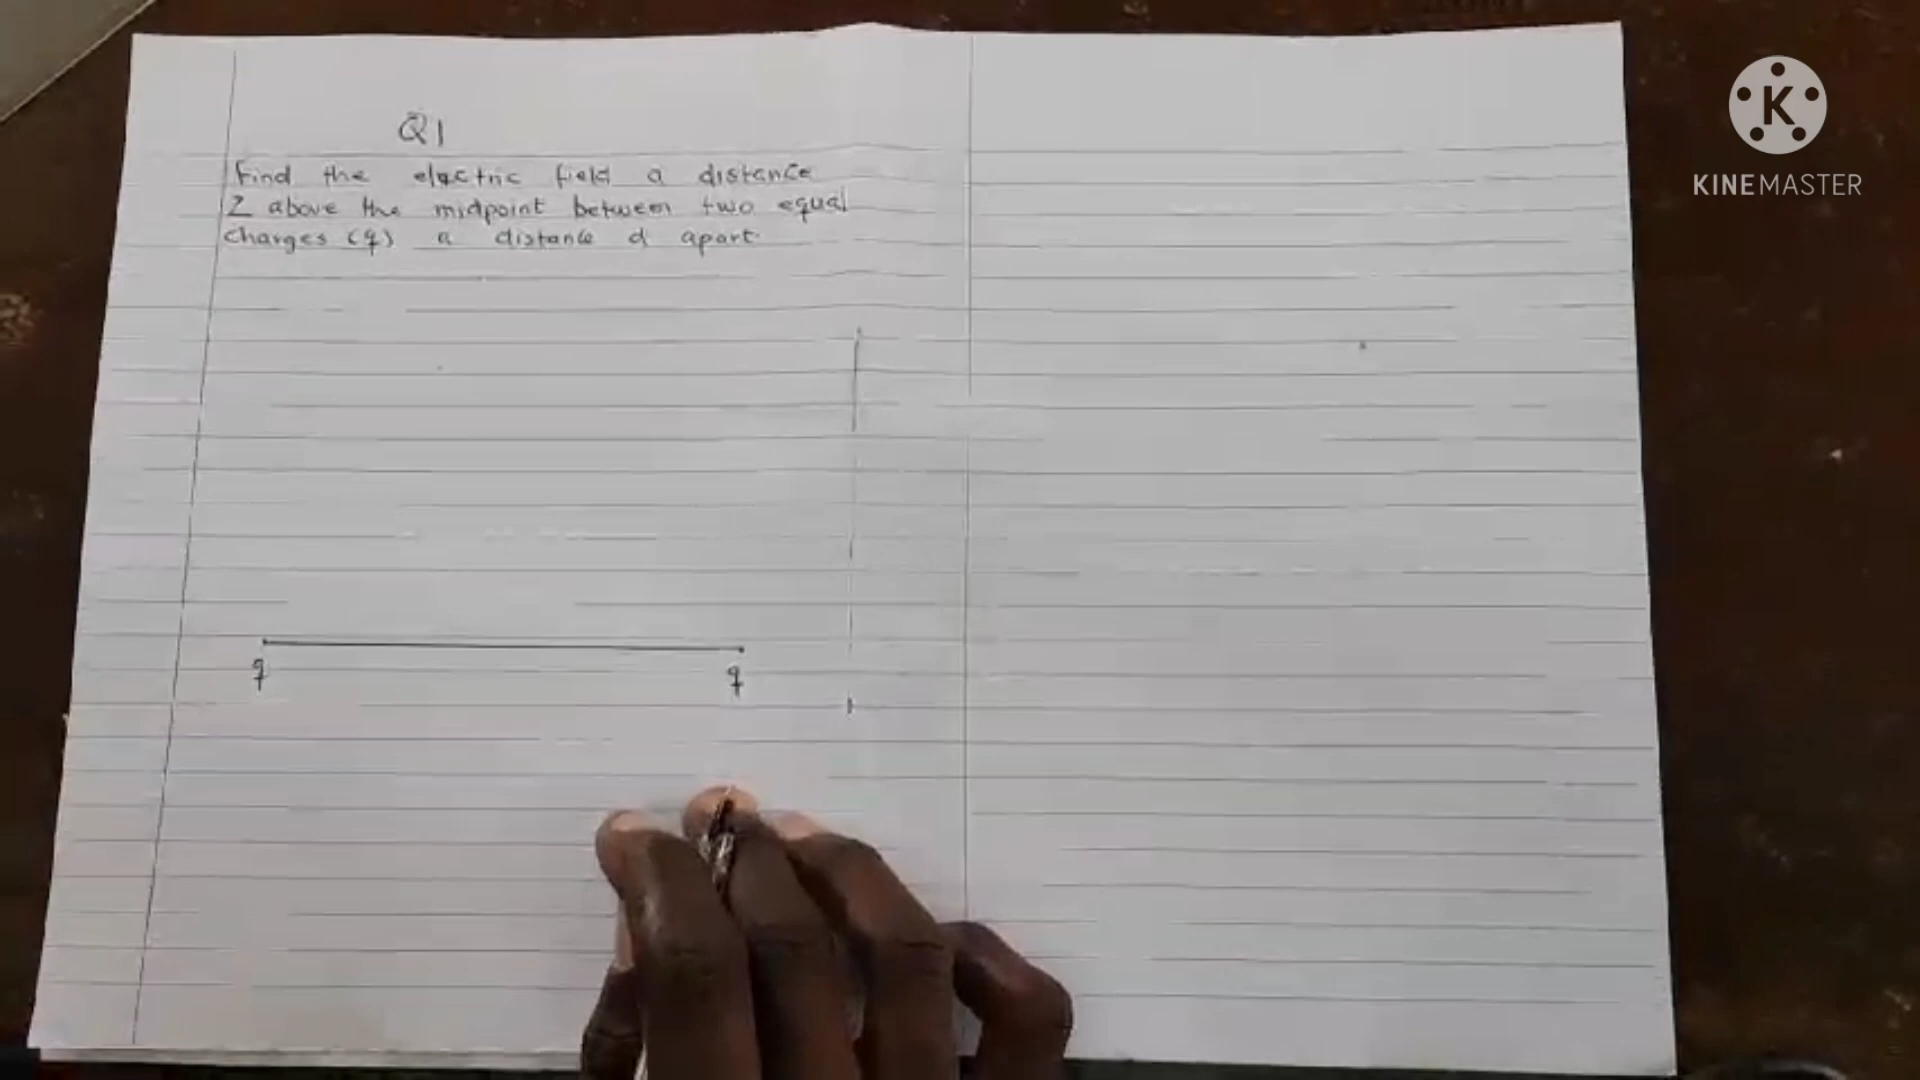 Q1
Find the electric field a distance
Z above the midpoint between two equal
charges (q) a distance d apart.
q
q
K
KINEMASTER